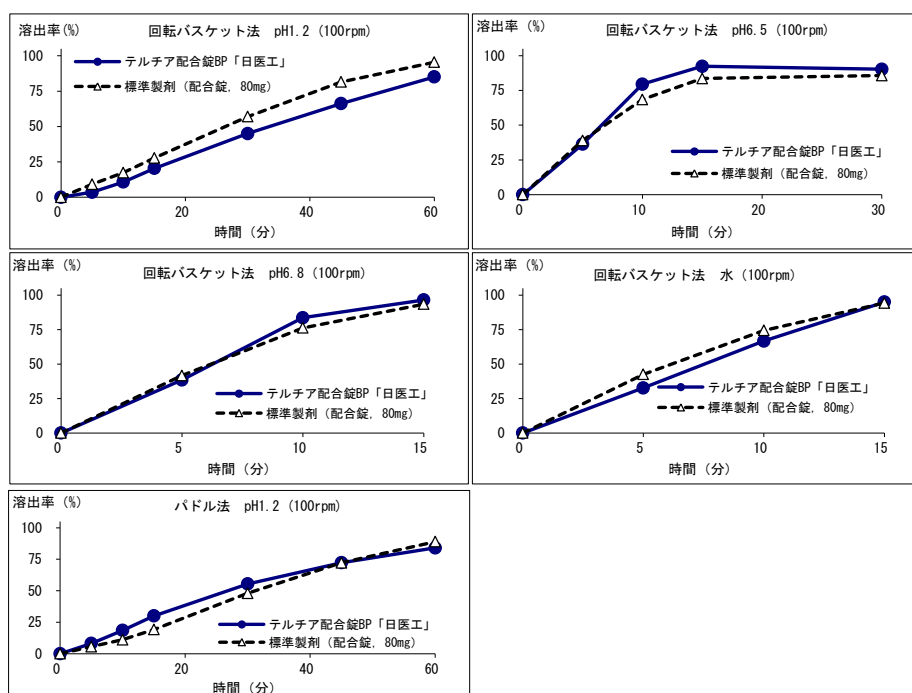 溶出率(%)
回転バスケット法 pH1.2 (100rpm)
100
75
50
25
0
テルチア配合錠BP「日医工」
標準製剤 (配合錠, 80mg)
0 20 40 60
時間 (分)
溶出率(%)
回転バスケット法 pH6.5 (100rpm)
100
75
50
25
0
テルチア配合錠BP「日医工」
標準製剤 (配合錠, 80mg)
0 10 20 30
時間 (分)
溶出率(%)
回転バスケット法 pH6.8 (100rpm)
100
75
50
25
0
テルチア配合錠BP「日医工」
標準製剤 (配合錠, 80mg)
0 5 10 15
時間 (分)
溶出率(%)
回転バスケット法 水 (100rpm)
100
75
50
25
0
テルチア配合錠BP「日医工」
標準製剤 (配合錠, 80mg)
0 5 10 15
時間 (分)
溶出率 (%)
パドル法 pH1.2 (100rpm)
100
75
50
25
0
テルチア配合錠BP「日医工」
標準製剤 (配合錠, 80mg)
0 20 40 60
時間 (分)